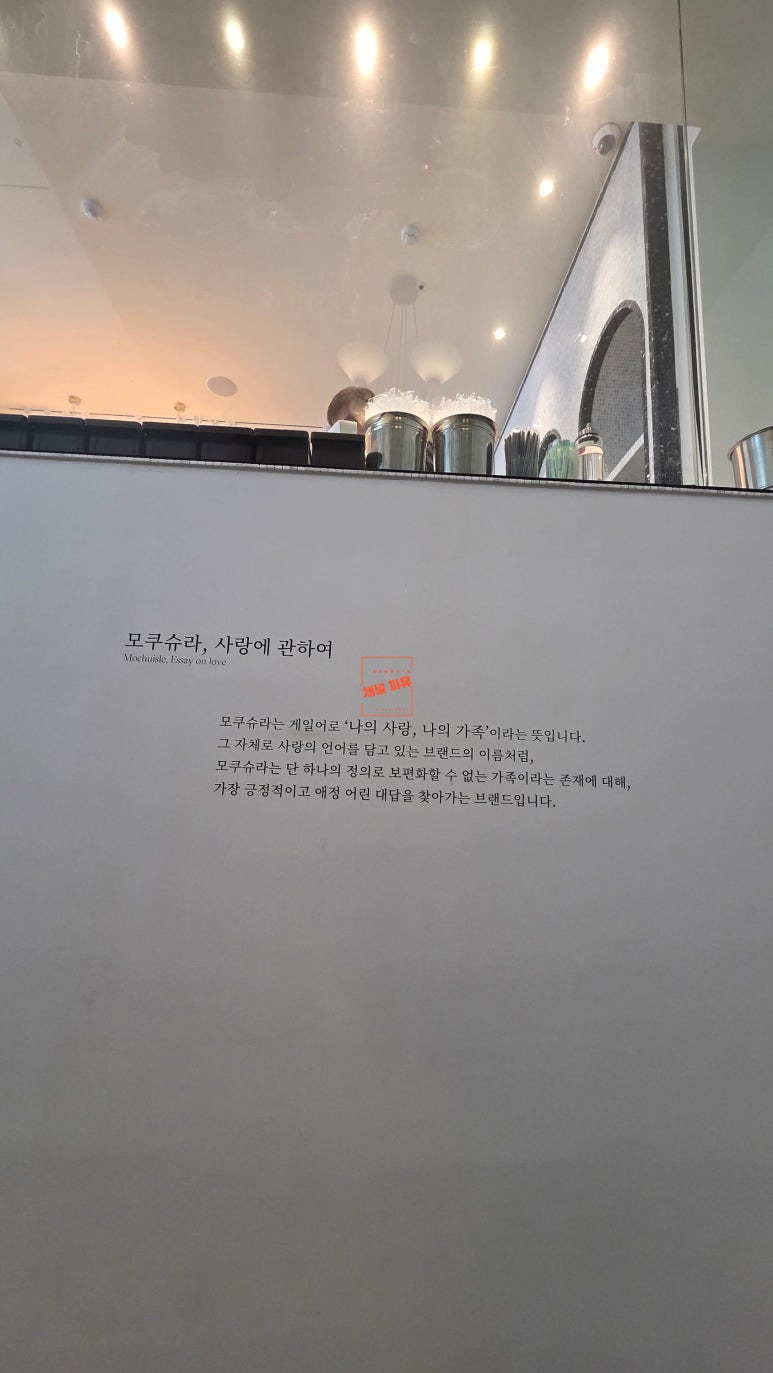 모쿠슈라, 사랑에 관하여
Mochuisle, Essay on love
채널 피뮤
모쿠슈라는 게일어로 ‘나의 사랑, 나의 가족’이라는 뜻입니다.
그 자체로 사랑의 언어를 담고 있는 브랜드의 이름처럼,
모쿠슈라는 단 하나의 정의로 보편화할 수 없는 가족이라는 존재에 대해,
가장 긍정적이고 애정 어린 대답을 찾아가는 브랜드입니다.